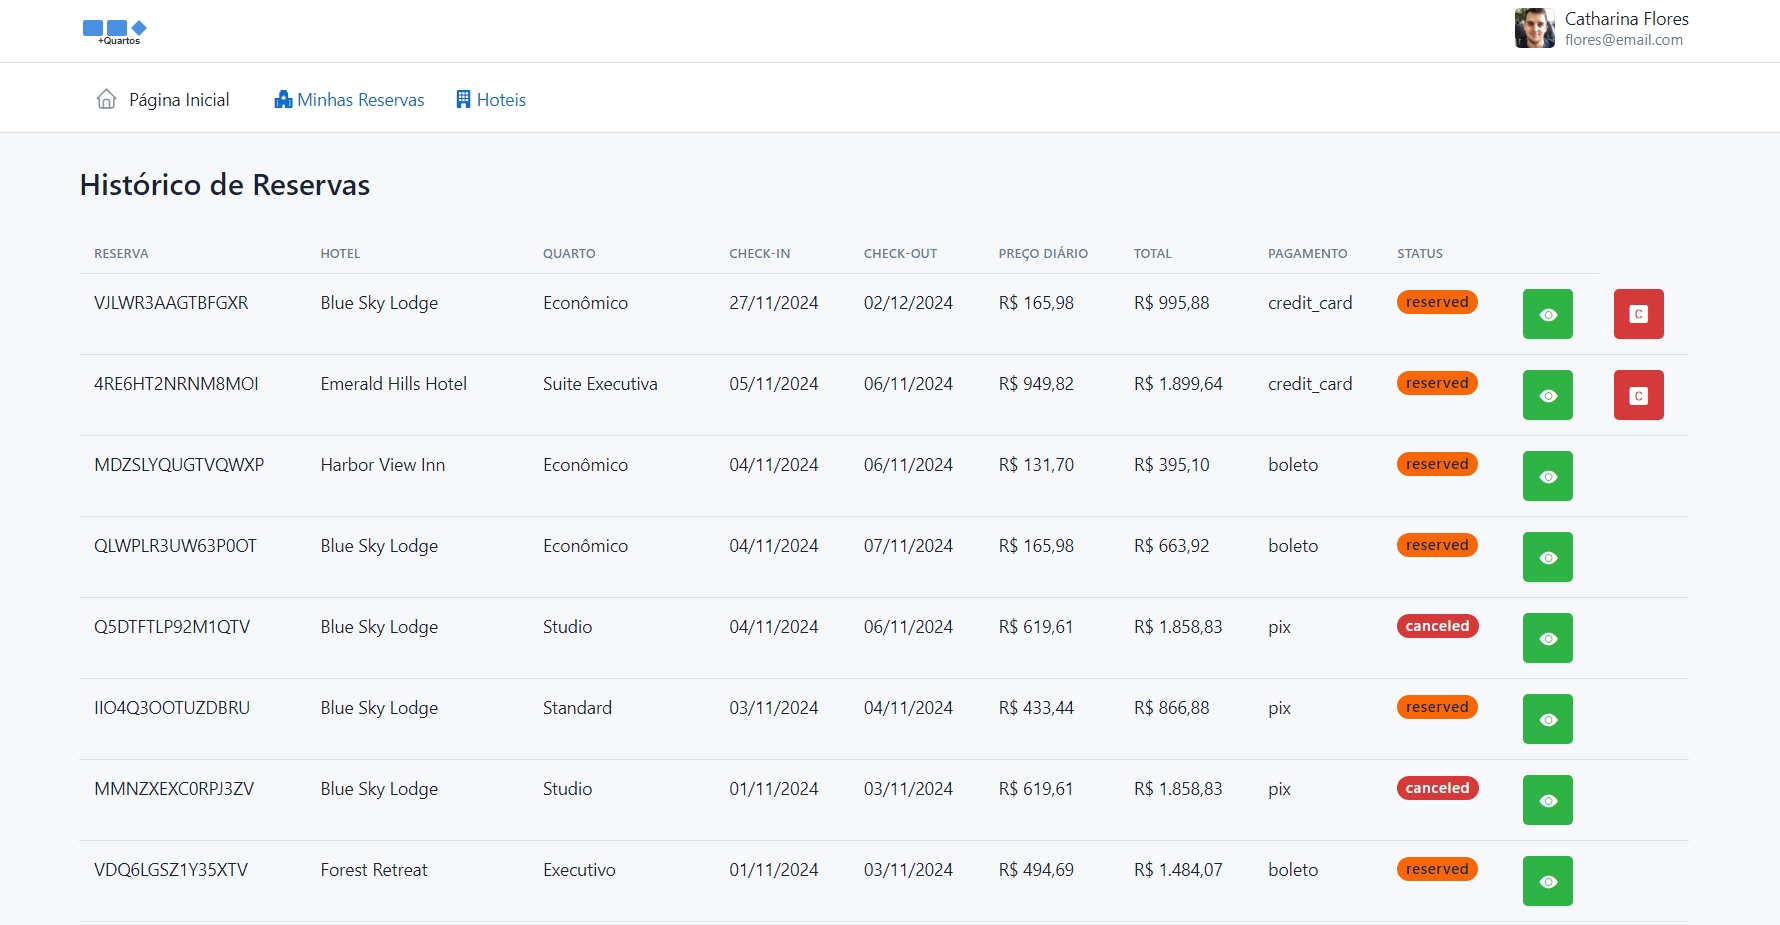 +Quartos
Catharina Flores
flores@email.com
Página Inicial Minhas Reservas Hoteis
Histórico de Reservas
RESERVA HOTEL QUARTO CHECK-IN CHECK-OUT PREÇO DIÁRIO TOTAL PAGAMENTO STATUS
VJLWR3AAGTBFGXR Blue Sky Lodge Econômico 27/11/2024 02/12/2024 R$ 165,98 R$ 995,88 credit_card reserved C
4RE6HT2NRNM8MOI Emerald Hills Hotel Suite Executiva 05/11/2024 06/11/2024 R$ 949,82 R$ 1.899,64 credit_card reserved C
MDZSLYQUGTVQWXP Harbor View Inn Econômico 04/11/2024 06/11/2024 R$ 131,70 R$ 395,10 boleto reserved
QLWPLR3UW63P0OT Blue Sky Lodge Econômico 04/11/2024 07/11/2024 R$ 165,98 R$ 663,92 boleto reserved
Q5DTFTLP92M1QTV Blue Sky Lodge Studio 04/11/2024 06/11/2024 R$ 619,61 R$ 1.858,83 pix canceled
IIO4Q3OOTUZDBRU Blue Sky Lodge Standard 03/11/2024 04/11/2024 R$ 433,44 R$ 866,88 pix reserved
MMNZXEXC0RPJ3ZV Blue Sky Lodge Studio 01/11/2024 03/11/2024 R$ 619,61 R$ 1.858,83 pix canceled
VDQ6LGSZ1Y35XTV Forest Retreat Executivo 01/11/2024 03/11/2024 R$ 494,69 R$ 1.484,07 boleto reserved